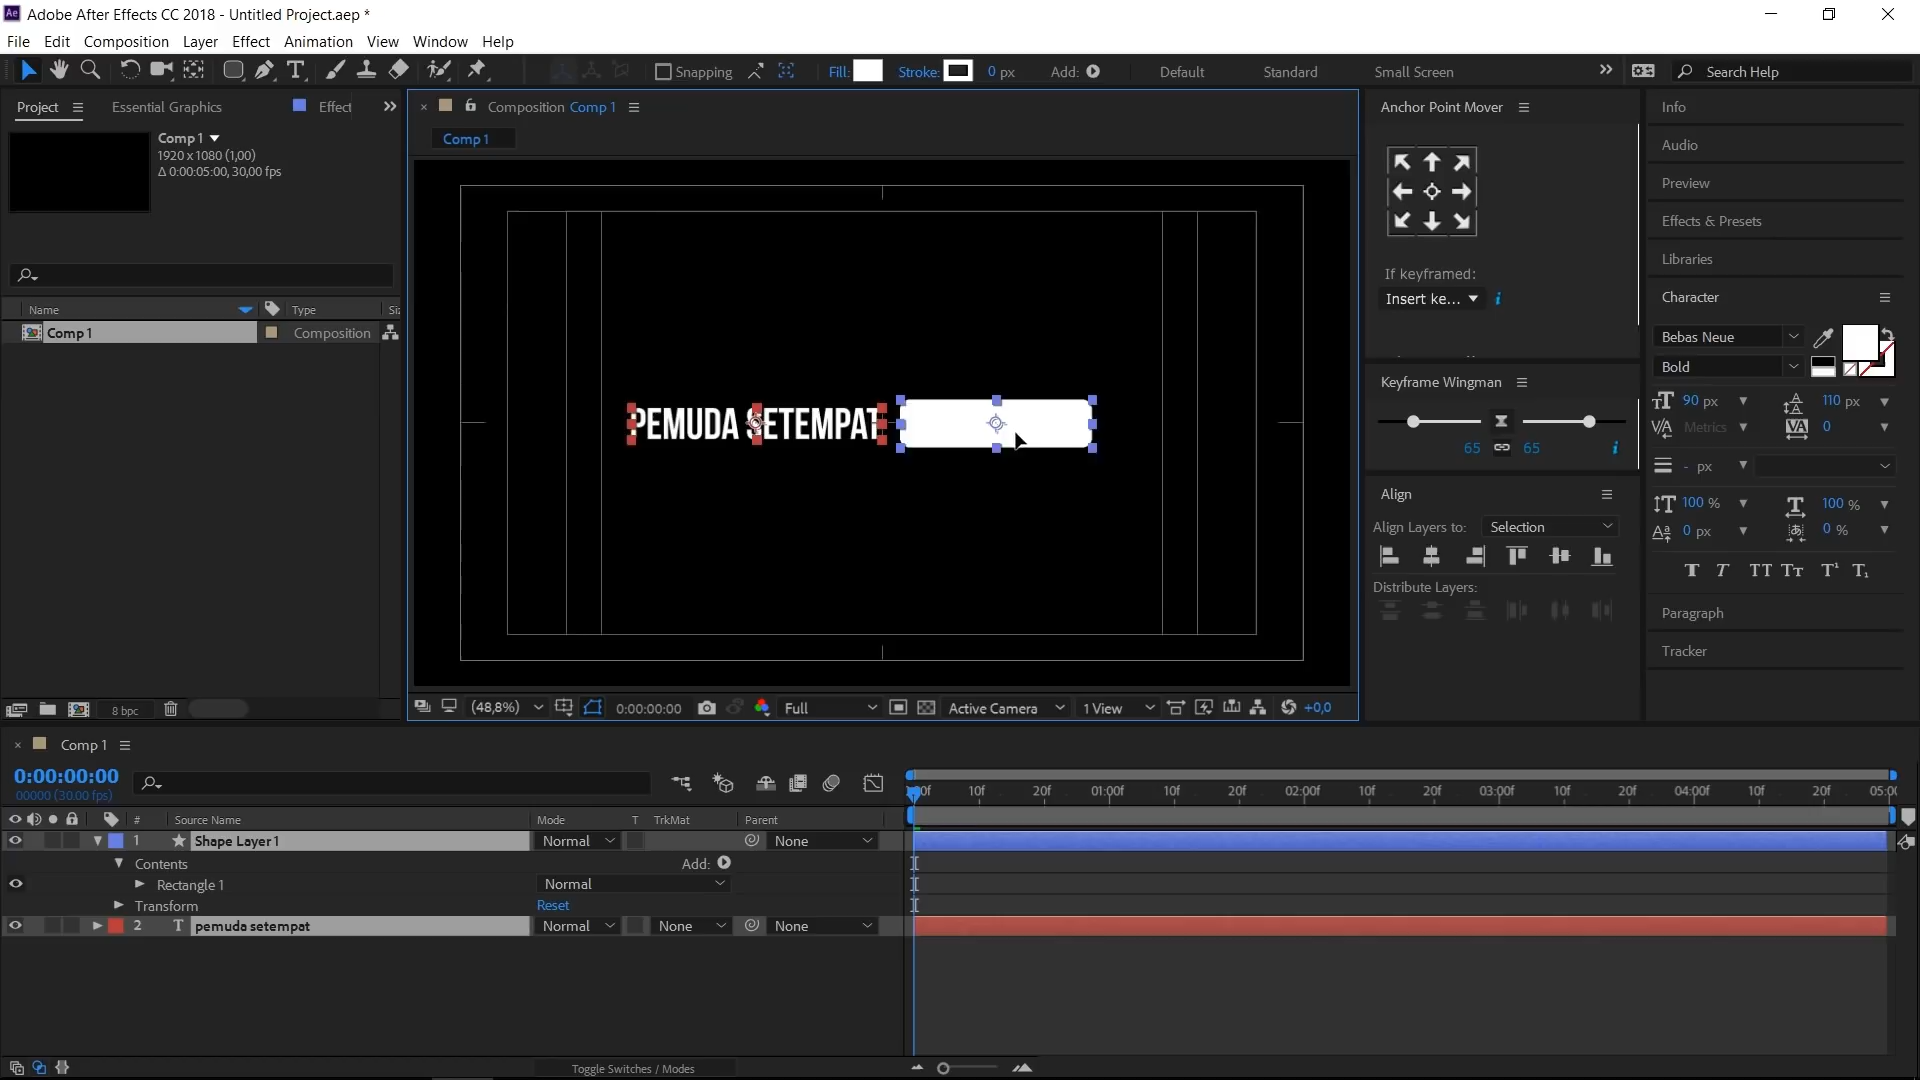 Adobe After Effects CC 2018 - Untitled Project.aep *
File Edit Composition Layer Effect Animation View Window Help
Snapping Fill: Stroke: 0 px Add: Default Standard Small Screen Search Help
Project Essential Graphics Effect
Composition Comp 1
Comp 1
Comp 1
1920 x 1080 (1,00)
Δ 0:00:05:00, 30,00 fps
Name Type Siz
Comp 1 Composition
PEMUDA SETEMPAT
8 bpc
(48,8%) 0:00:00:00 Full Active Camera 1 View +0,0
Anchor Point Mover
If keyframed:
Insert ke...
Keyframe Wingman
65 65
Align
Align Layers to: Selection
Distribute Layers:
Info
Audio
Preview
Effects & Presets
Libraries
Character
Bebas Neue
Bold
90 px 110 px
Metrics 0
- px
100 % 100 %
0 px 0 %
T T TT Tт T¹ T₁
Paragraph
Tracker
Comp 1
0:00:00:00
00000 (30.00 fps)
# Source Name Mode T TrkMat Parent
1 Shape Layer 1 Normal None
Contents Add:
Rectangle 1 Normal
Transform Reset
2 pemuda setempat Normal None None
Toggle Switches / Modes
10f 20f 01:00f 10f 20f 02:00f 10f 20f 03:00f 10f 20f 04:00f 10f 20f